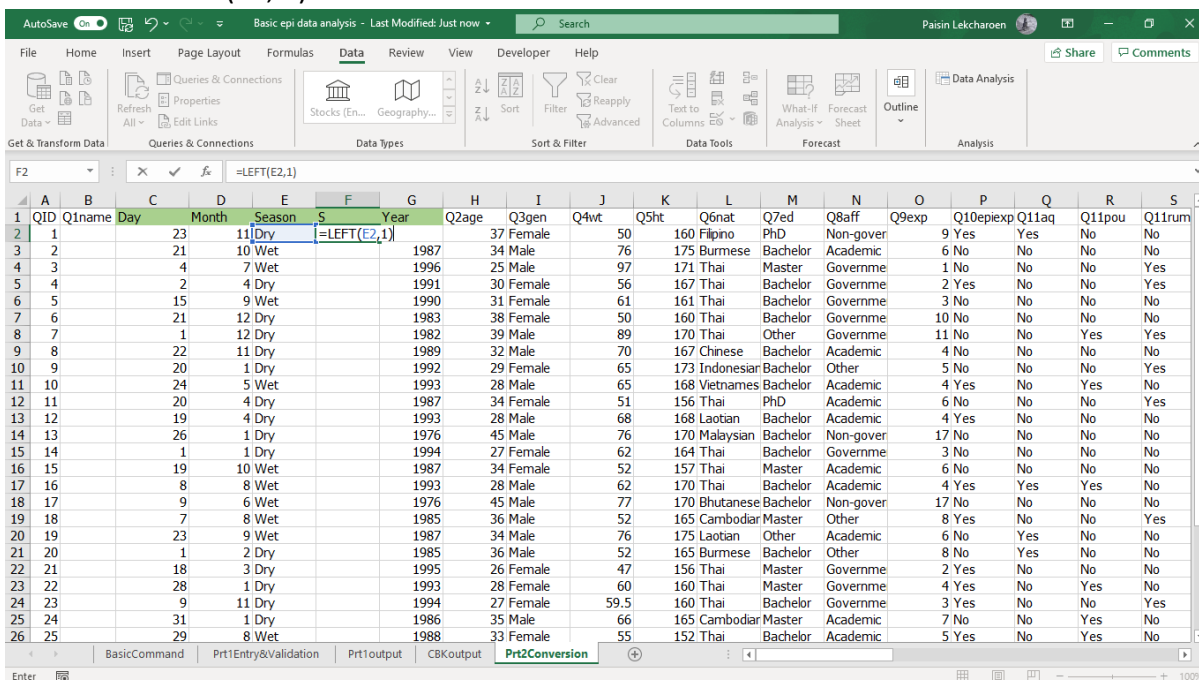 AutoSave On Basic epi data analysis - Last Modified: Just now Search Paisin Lekcharoen
File Home Insert Page Layout Formulas Data Review View Developer Help Share Comments
Get Data Refresh All Queries & Connections Properties Edit Links Stocks (En... Geography... Sort Filter Clear Reapply Advanced Text to Columns What-If Analysis Forecast Sheet Outline Data Analysis
Get & Transform Data Queries & Connections Data Types Sort & Filter Data Tools Forecast Analysis
F2 fx =LEFT(E2,1)
A B C D E F G H I J K L M N O P Q R S
1 QID Q1name Day Month Season S Year Q2age Q3gen Q4wt Q5ht Q6nat Q7ed Q8aff Q9exp Q10epiexp Q11aq Q11pou Q11rum
2 1 23 11 Dry =LEFT(E2,1) 37 Female 50 160 Filipino PhD Non-gover 9 Yes Yes No No
3 2 21 10 Wet 1987 34 Male 76 175 Burmese Bachelor Academic 6 No No No No
4 3 4 7 Wet 1996 25 Male 97 171 Thai Master Governme 1 No No No Yes
5 4 2 4 Dry 1991 30 Female 56 167 Thai Bachelor Governme 2 Yes No No Yes
6 5 15 9 Wet 1990 31 Female 61 161 Thai Bachelor Governme 3 No No No No
7 6 21 12 Dry 1983 38 Female 50 160 Thai Bachelor Governme 10 No No No No
8 7 1 12 Dry 1982 39 Male 89 170 Thai Other Governme 11 No No Yes Yes
9 8 22 11 Dry 1989 32 Male 70 167 Chinese Bachelor Academic 4 No No No No
10 9 20 1 Dry 1992 29 Female 65 173 Indonesian Bachelor Other 5 No No No Yes
11 10 24 5 Wet 1993 28 Male 65 168 Vietnames Bachelor Academic 4 Yes No Yes No
12 11 20 4 Dry 1987 34 Female 51 156 Thai PhD Academic 6 No No No Yes
13 12 19 4 Dry 1993 28 Male 68 168 Laotian Bachelor Academic 4 Yes No No No
14 13 26 1 Dry 1976 45 Male 76 170 Malaysian Bachelor Non-gover 17 No No No No
15 14 1 1 Dry 1994 27 Female 62 164 Thai Bachelor Governme 3 No No No No
16 15 19 10 Wet 1987 34 Female 52 157 Thai Master Academic 6 No No No No
17 16 8 8 Wet 1993 28 Male 62 170 Thai Bachelor Academic 4 Yes Yes Yes No
18 17 9 6 Wet 1976 45 Male 77 170 Bhutanese Bachelor Non-gover 17 No No No No
19 18 7 8 Wet 1985 36 Male 52 165 Cambodian Master Other 8 Yes No No Yes
20 19 23 9 Wet 1987 34 Male 76 175 Laotian Other Academic 6 No Yes No No
21 20 1 2 Dry 1985 36 Male 52 165 Burmese Bachelor Other 8 No Yes No No
22 21 18 3 Dry 1995 26 Female 47 156 Thai Master Governme 2 Yes No No No
23 22 28 1 Dry 1993 28 Female 60 160 Thai Master Governme 4 Yes No Yes No
24 23 9 11 Dry 1994 27 Female 59.5 160 Thai Bachelor Governme 3 Yes No No Yes
25 24 31 1 Dry 1986 35 Male 66 165 Cambodian Master Academic 7 No No Yes No
26 25 29 8 Wet 1988 33 Female 55 152 Thai Bachelor Academic 5 Yes No Yes No
BasicCommand Prt1Entry&Validation Prt1output CBKoutput Prt2Conversion
Enter 100%